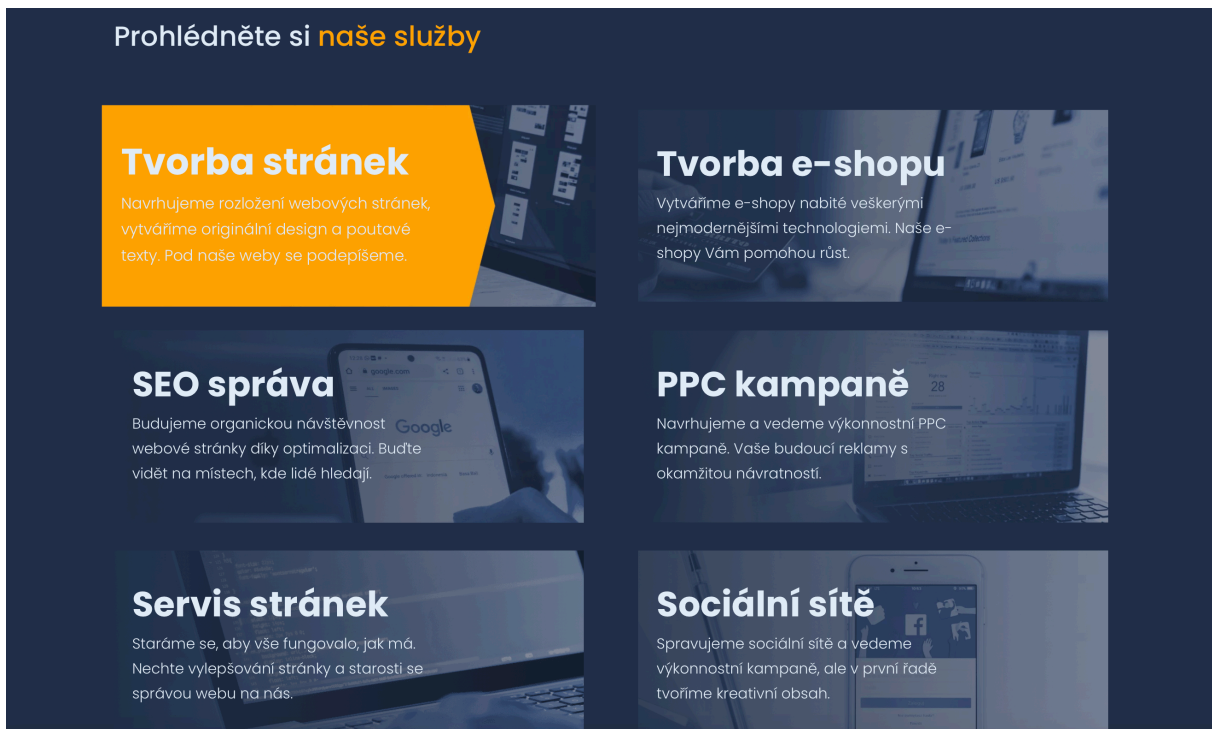 Prohlédněte si naše služby
Tvorba stránek
Navrhujeme rozložení webových stránek,
vytváříme originální design a poutavé
texty. Pod naše weby se podepíšeme.
Tvorba e-shopu
Vytváříme e-shopy nabité veškerými
nejmodernějšími technologiemi. Naše e-
shopy Vám pomohou růst.
SEO správa
Budujeme organickou návštěvnost
webové stránky díky optimalizaci. Buďte
vidět na místech, kde lidé hledají.
google.com
Google
PPC kampaně
Navrhujeme a vedeme výkonnostní PPC
kampaně. Vaše budoucí reklamy s
okamžitou návratností.
28
Servis stránek
Staráme se, aby vše fungovalo, jak má.
Nechte vylepšování stránky a starosti se
správou webu na nás.
Sociální sítě
Spravujeme sociální sítě a vedeme
výkonnostní kampaně, ale v první řadě
tvoříme kreativní obsah.